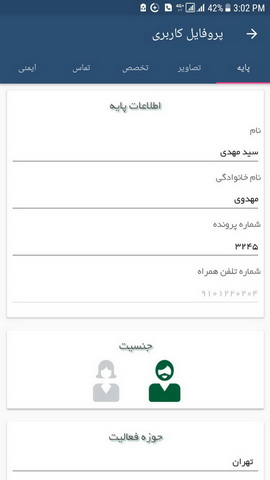 42% 3:02 PM
پروفایل کاربری
پایه تصاویر تخصص تماس ایمنی
اطلاعات پایه
نام
سید مهدی
نام خانوادگی
مهدوی
شماره پرونده
۳۲۴۵
شماره تلفن همراه
۹۱۰۱۲۲۰۲۰۴
جنسیت
حوزه فعالیت
تهران